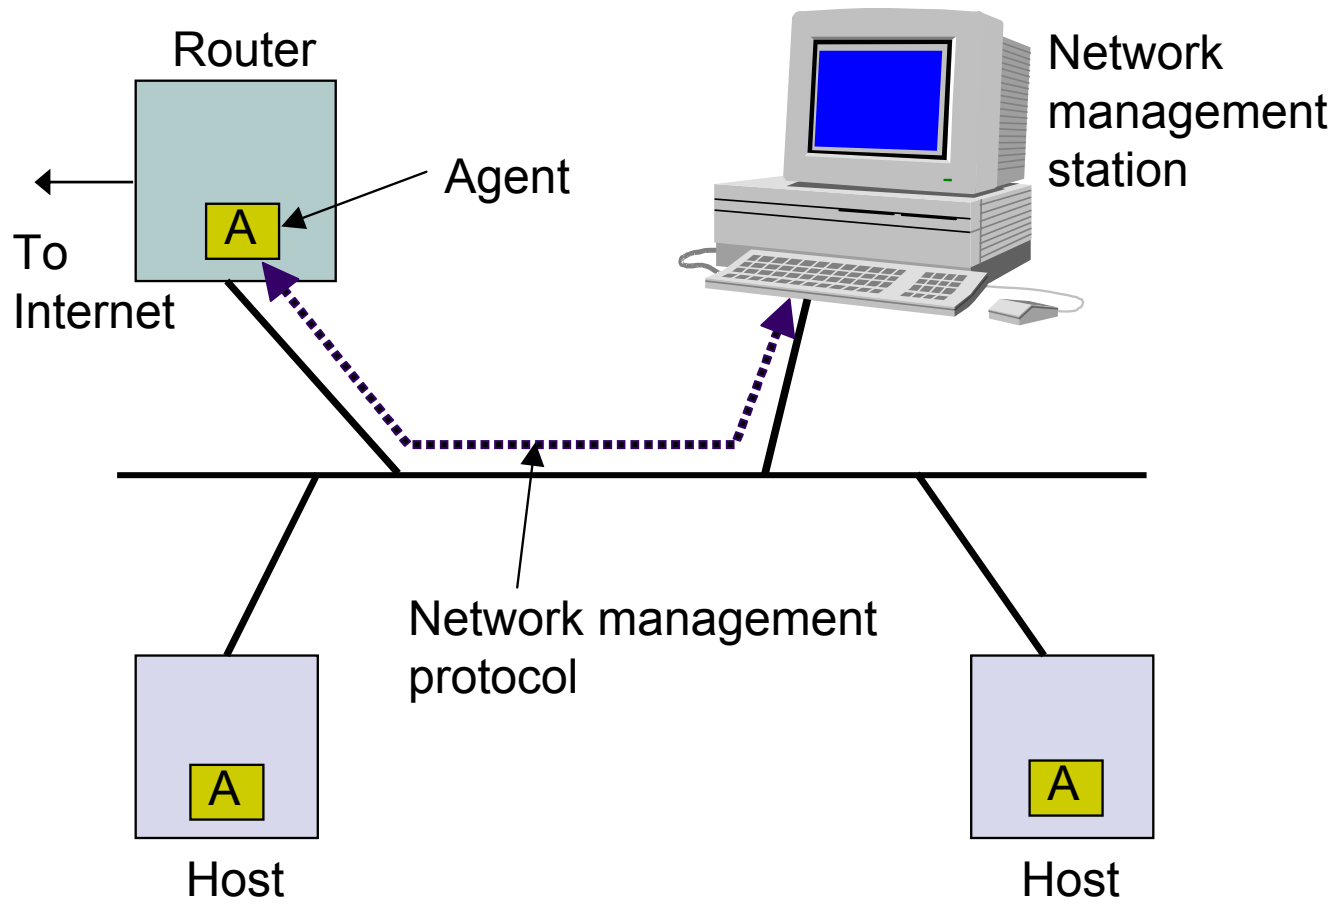 Router
Network
management
station
Agent
A
To
Internet
Network management
protocol
A
A
Host
Host